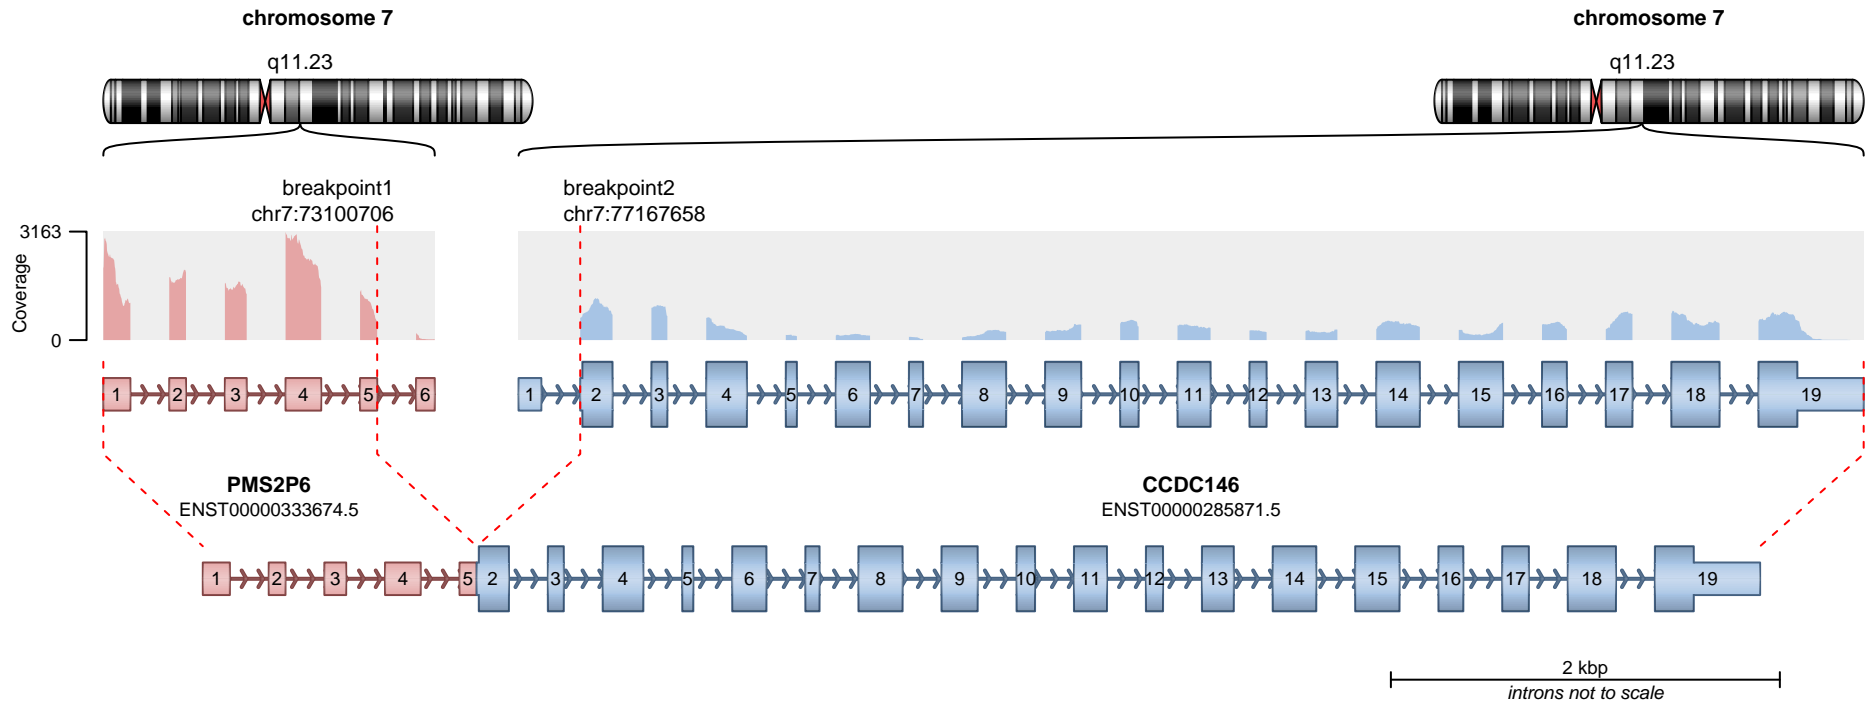 chromosome 7
chromosome 7
q11.23
q11.23
breakpoint1
chr7:73100706
breakpoint2
chr7:77167658
3163
Coverage
0
1 2 3 4 5 6
1 2 3 4 5 6 7 8 9 10 11 12 13 14 15 16 17 18 19
PMS2P6
ENST00000333674.5
CCDC146
ENST00000285871.5
1 2 3 4 5 2 3 4 5 6 7 8 9 10 11 12 13 14 15 16 17 18 19
2 kbp
introns not to scale